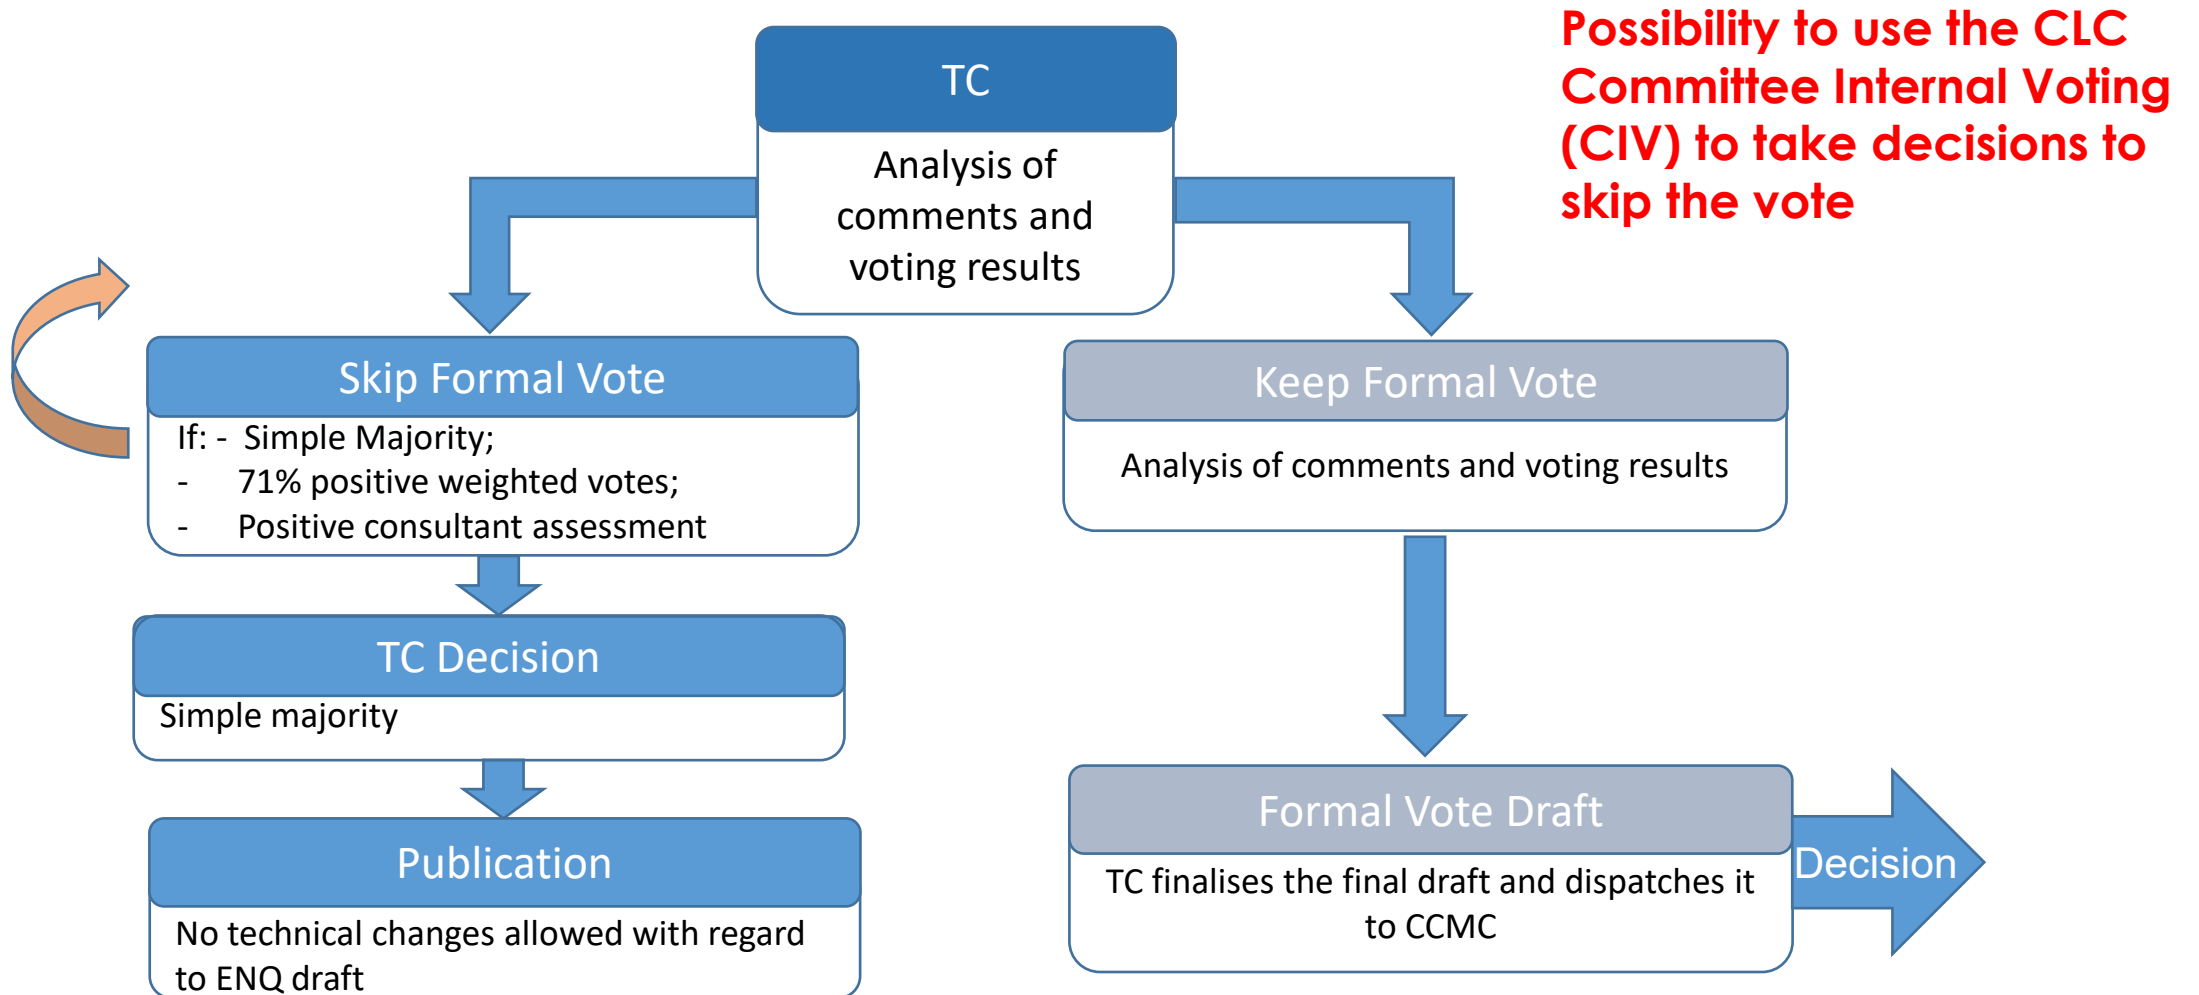 Possibility to use the CLC
Committee Internal Voting
(CIV) to take decisions to
skip the vote
TC
Analysis of
comments and
voting results
Skip Formal Vote
If: - Simple Majority;
- 71% positive weighted votes;
- Positive consultant assessment
Keep Formal Vote
Analysis of comments and voting results
TC Decision
Simple majority
Publication
No technical changes allowed with regard
to ENQ draft
Formal Vote Draft
TC finalises the final draft and dispatches it
to CCMC
Decision